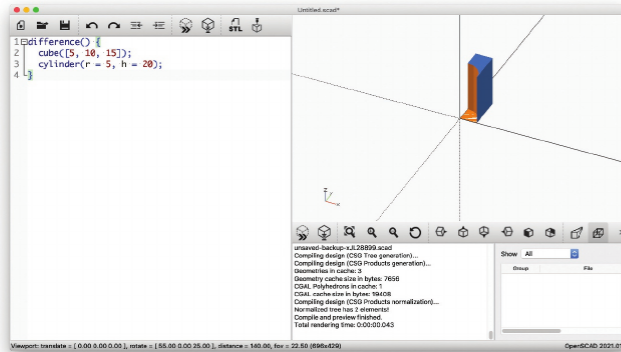 Untitled.scad*
STL
1 difference() {
2 cube([5, 10, 15]);
3 cylinder(r = 5, h = 20);
4 }
z
y
x
unsaved-backup-xJL28899.scad
Compiling design (CSG Tree generation)...
Compiling design (CSG Products generation)...
Geometries in cache: 3
Geometry cache size in bytes: 7656
CGAL Polyhedrons in cache: 1
CGAL cache size in bytes: 19408
Compiling design (CSG Products normalization)...
Normalized tree has 2 elements!
Compile and preview finished.
Total rendering time: 0:00:00.043
Show All
Group File
Viewport: translate = [ 0.00 0.00 0.00 ], rotate = [ 55.00 0.00 25.00 ], distance = 140.00, fov = 22.50 (696x429)
OpenSCAD 2021.01